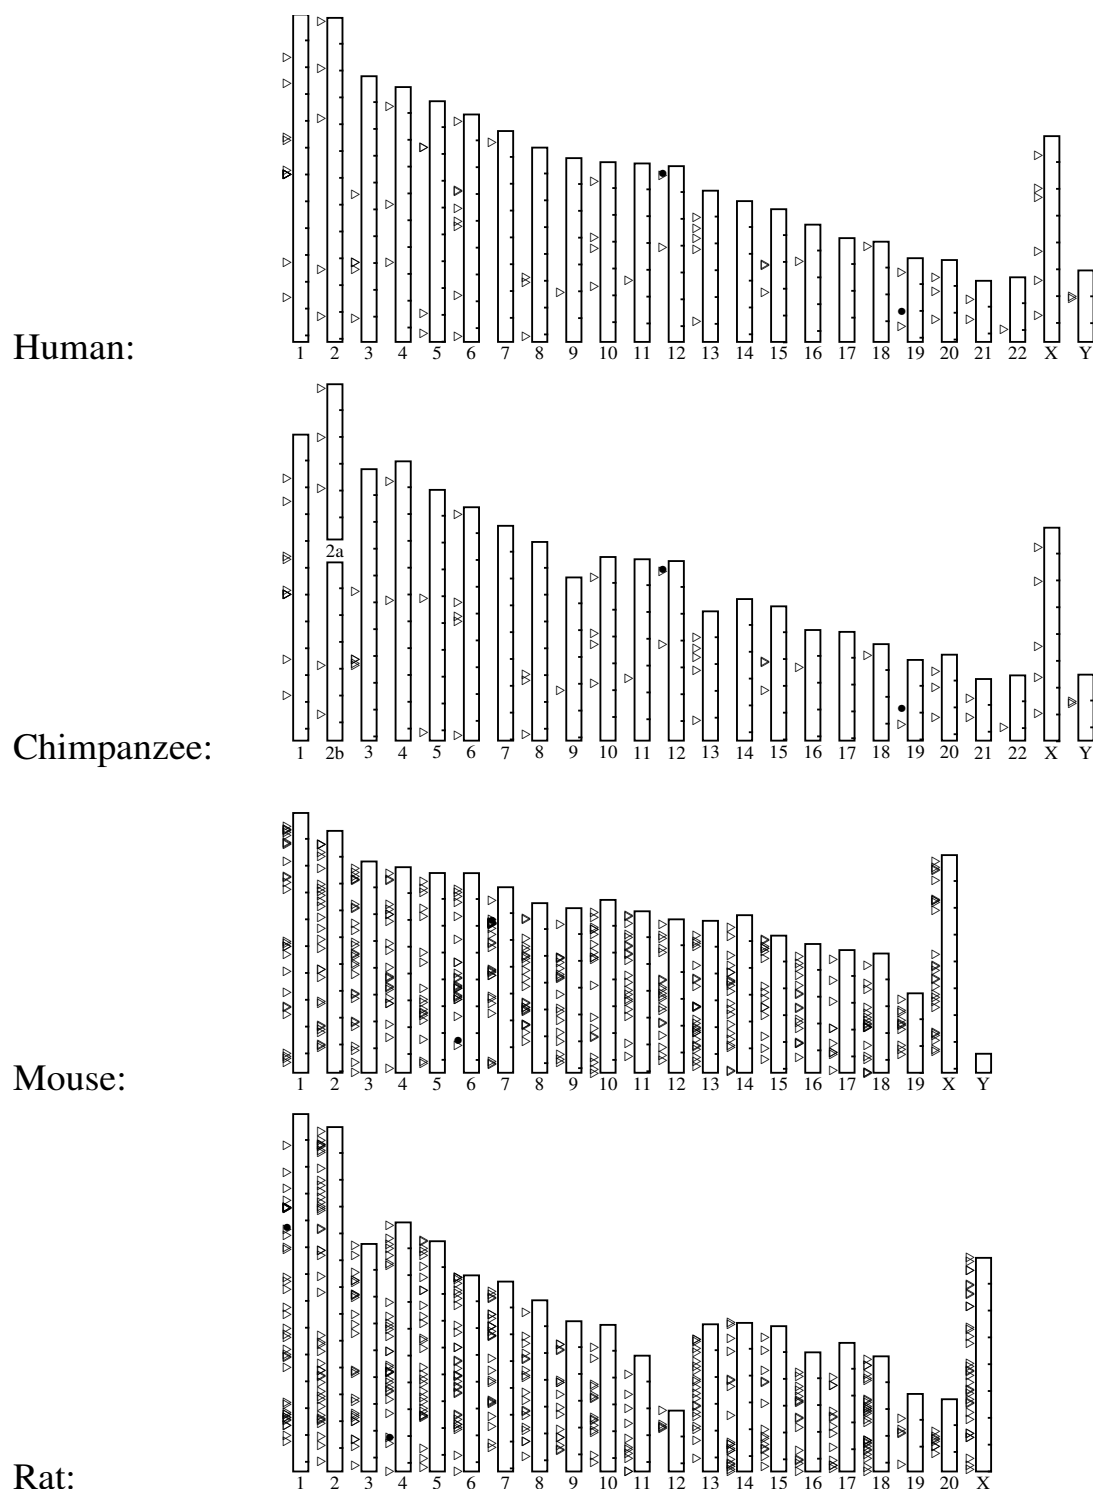 Human:
1 2 3 4 5 6 7 8 9 10 11 12 13 14 15 16 17 18 19 20 21 22 X Y
2a
Chimpanzee:
1 2b 3 4 5 6 7 8 9 10 11 12 13 14 15 16 17 18 19 20 21 22 X Y
Mouse:
1 2 3 4 5 6 7 8 9 10 11 12 13 14 15 16 17 18 19 X Y
Rat:
1 2 3 4 5 6 7 8 9 10 11 12 13 14 15 16 17 18 19 20 X